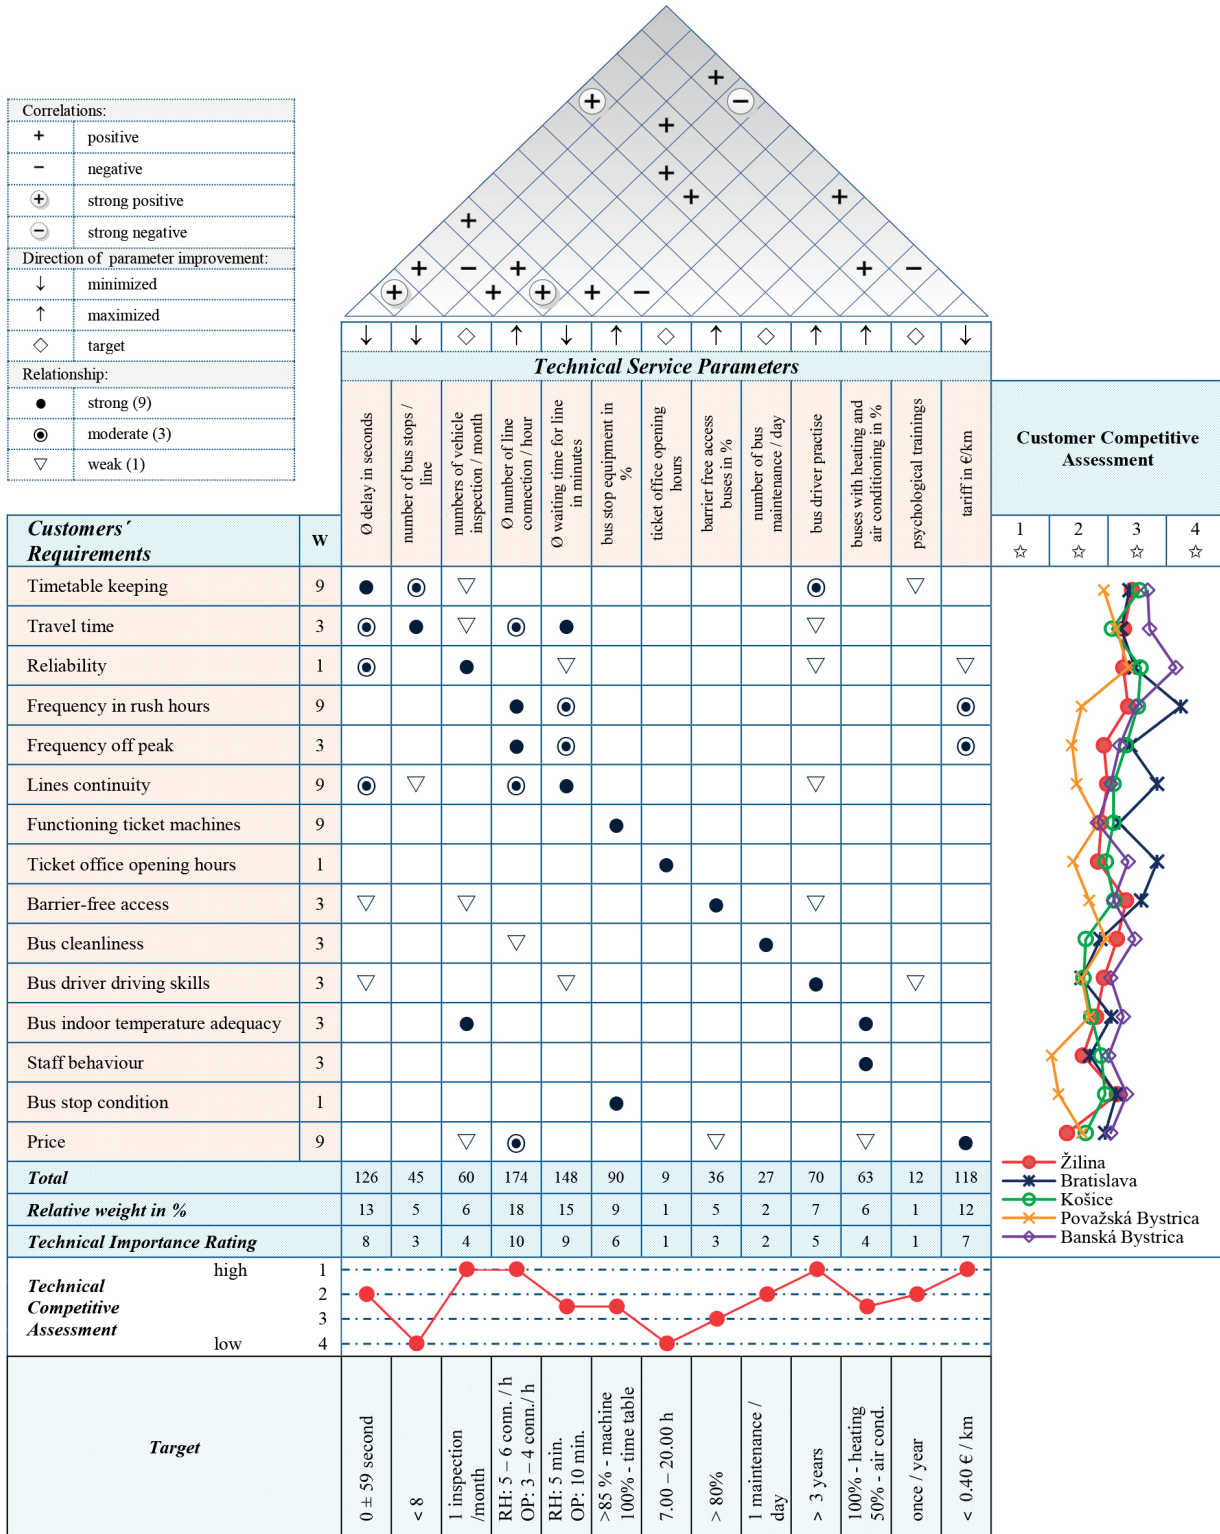 Correlations:
+ positive
− negative
+ strong positive
− strong negative
Direction of parameter improvement:
↓ minimized
↑ maximized
◇ target
Relationship:
● strong (9)
◉ moderate (3)
▽ weak (1)
↓ ↓ ◇ ↑ ↓ ↑ ◇ ↑ ◇ ↑ ↑ ◇ ↓
Technical Service Parameters
Ø delay in seconds
number of bus stops /
line
numbers of vehicle
inspection / month
Ø number of line
connection / hour
Ø waiting time for line
in minutes
bus stop equipment in
%
ticket office opening
hours
barrier free access
buses in %
number of bus
maintenance / day
bus driver practise
buses with heating and
air conditioning in %
psychological trainings
tariff in €/km
Customer Competitive
Assessment
Customers´
Requirements
W
1 2 3 4
☆ ☆ ☆ ☆
Timetable keeping 9
Travel time 3
Reliability 1
Frequency in rush hours 9
Frequency off peak 3
Lines continuity 9
Functioning ticket machines 9
Ticket office opening hours 1
Barrier-free access 3
Bus cleanliness 3
Bus driver driving skills 3
Bus indoor temperature adequacy 3
Staff behaviour 3
Bus stop condition 1
Price 9
Žilina
Bratislava
Košice
Považská Bystrica
Banská Bystrica
Total 126 45 60 174 148 90 9 36 27 70 63 12 118
Relative weight in % 13 5 6 18 15 9 1 5 2 7 6 1 12
Technical Importance Rating 8 3 4 10 9 6 1 3 2 5 4 1 7
Technical
Competitive
Assessment
high 1
2
3
low 4
Target
0 ± 59 second
< 8
1 inspection
/month
RH: 5 – 6 conn. / h
OP: 3 – 4 conn./ h
RH: 5 min.
OP: 10 min.
>85 % - machine
100% - time table
7.00 – 20.00 h
> 80%
1 maintenance /
day
> 3 years
100% - heating
50% - air cond.
once / year
< 0.40 € / km